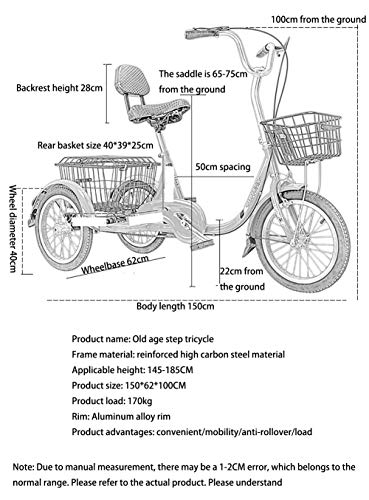 100cm from the ground
The saddle is 65-75cm
from the ground
Backrest height 28cm
Rear basket size 40*39*25cm
50cm spacing
Wheel diameter 40cm
Wheelbase 62cm
22cm from
the ground
Body length 150cm
Product name: Old age step tricycle
Frame material: reinforced high carbon steel material
Applicable height: 145-185CM
Product size: 150*62*100CM
Product load: 170kg
Rim: Aluminum alloy rim
Product advantages: convenient/mobility/anti-rollover/load
Note: Due to manual measurement, there may be a 1-2CM error, which belongs to the
normal range. Please refer to the actual product. Please understand